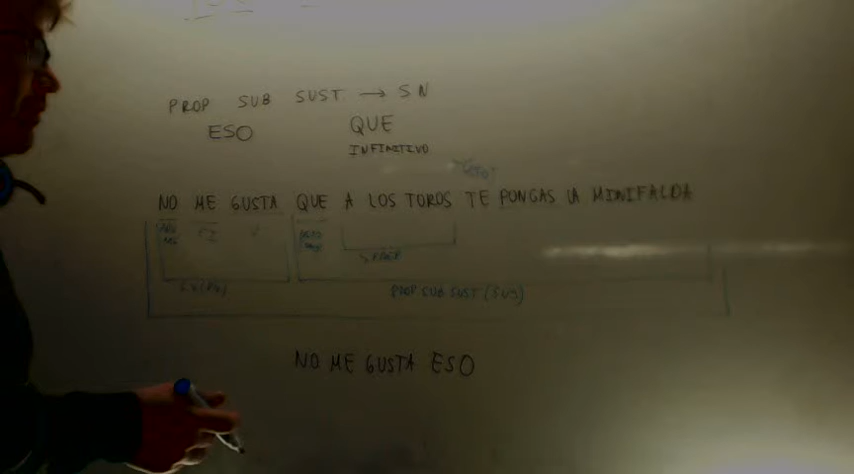 PROP SUB SUST → SN
ESO QUE
INFINITIVO
NO ME GUSTA QUE A LOS TOROS TE PONGAS LA MINIFALDA
PROP SUB SUST (SUJ)
NO ME GUSTA ESO